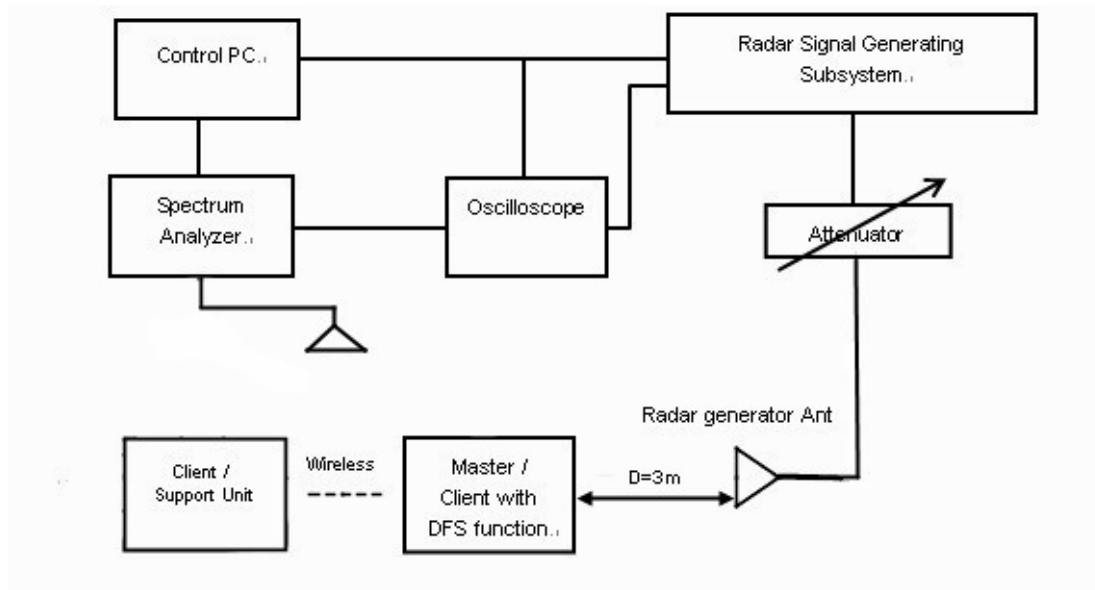 Control PC
Radar Signal Generating
Subsystem
Spectrum
Analyzer
Oscilloscope
Attenuator
Radar generator Ant
Client /
Support Unit
Wireless
Master /
Client with
DFS function
D=3m